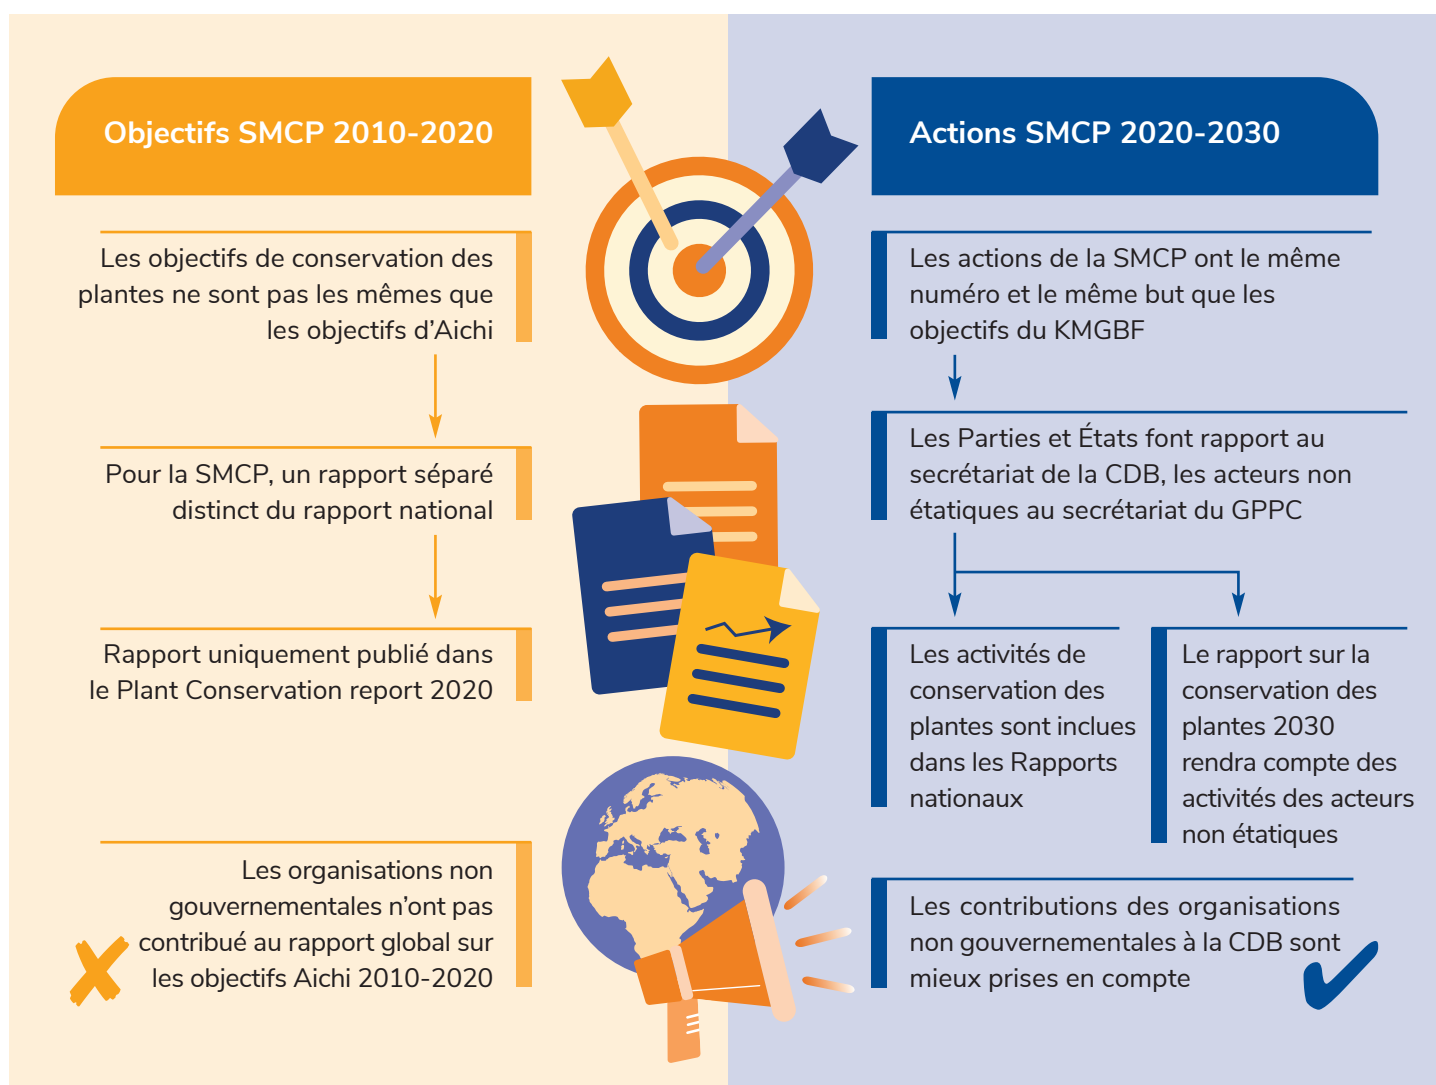 Objectifs SMCP 2010-2020
Les objectifs de conservation des
plantes ne sont pas les mêmes que
les objectifs d’Aichi
Pour la SMCP, un rapport séparé
distinct du rapport national
Rapport uniquement publié dans
le Plant Conservation report 2020
Les organisations non
gouvernementales n’ont pas
contribué au rapport global sur
les objectifs Aichi 2010-2020
Actions SMCP 2020-2030
Les actions de la SMCP ont le même
numéro et le même but que les
objectifs du KMGBF
Les Parties et États font rapport au
secrétariat de la CDB, les acteurs non
étatiques au secrétariat du GPPC
Les activités de
conservation des
plantes sont inclues
dans les Rapports
nationaux
Le rapport sur la
conservation des
plantes 2030
rendra compte des
activités des acteurs
non étatiques
Les contributions des organisations
non gouvernementales à la CDB sont
mieux prises en compte